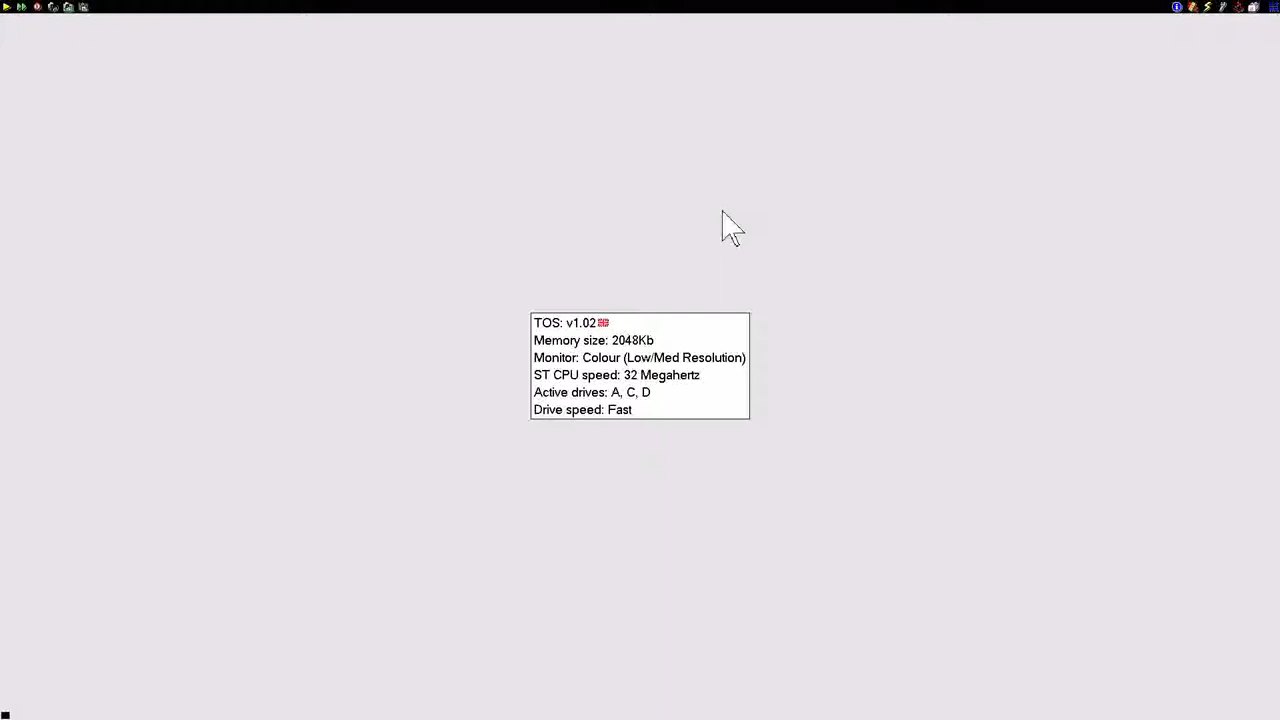 TOS: v1.02
Memory size: 2048Kb
Monitor: Colour (Low/Med Resolution)
ST CPU speed: 32 Megahertz
Active drives: A, C, D
Drive speed: Fast